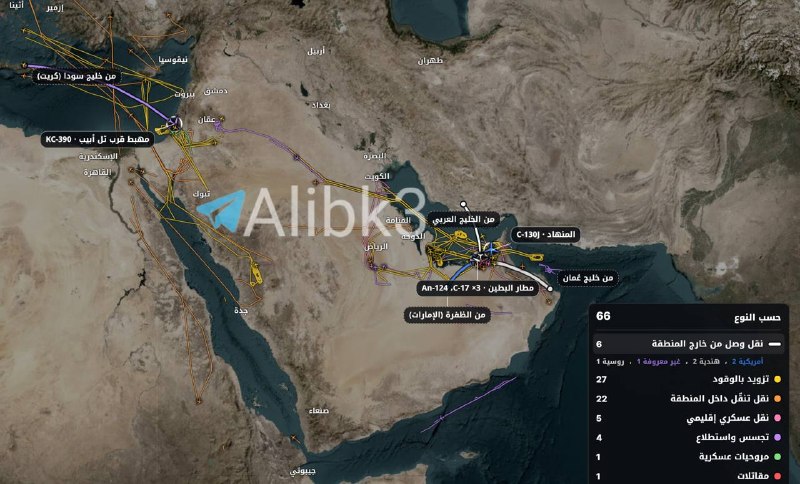 أثينا
إزمير
نيقوسيا
أربيل
طهران
من خليج سودا (كريت)
بيروت
دمشق
بغداد
عمّان
مهبط قرب تل أبيب · KC-390
الإسكندرية
القاهرة
البصرة
الكويت
تبوك
Alibk3
المنامة
من الخليج العربي
الدوحة
المنهاد · C-130J
الرياض
من خليج عُمان
مطار البطين · An-124 ،C-17 ×3
من الظفرة (الإمارات)
جدة
صنعاء
جيبوتي
حسب النوع 66
نقل وصل من خارج المنطقة 6
أمريكية 2 ، هندية 2 ، غير معروفة 1 ، روسية 1
تزويد بالوقود 27
نقل تنقّل داخل المنطقة 22
نقل عسكري إقليمي 5
تجسس واستطلاع 4
مروحيات عسكرية 1
مقاتلات 1